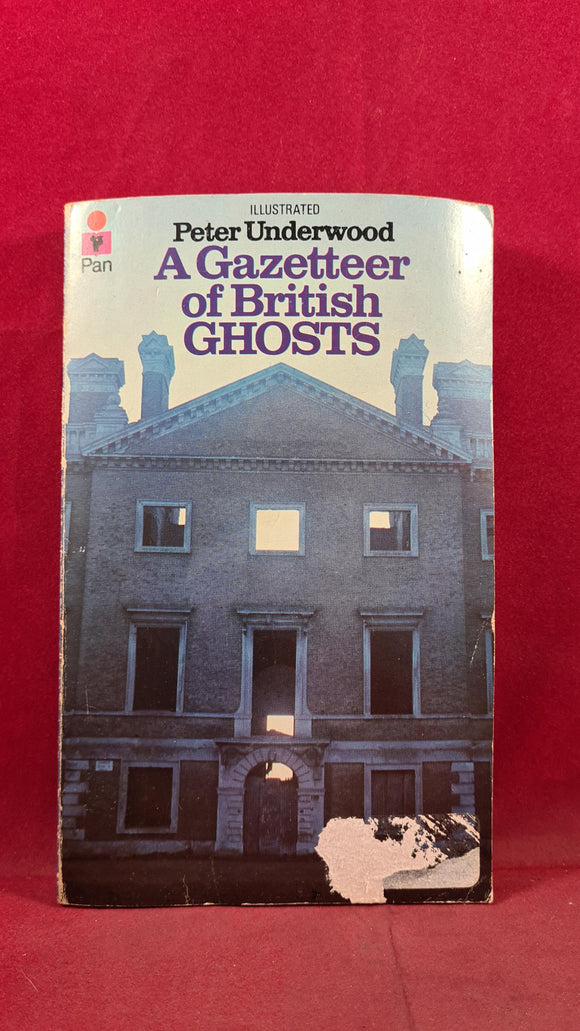 ILLUSTRATED
Peter Underwood
Pan
A Gazetteer
of British
GHOSTS